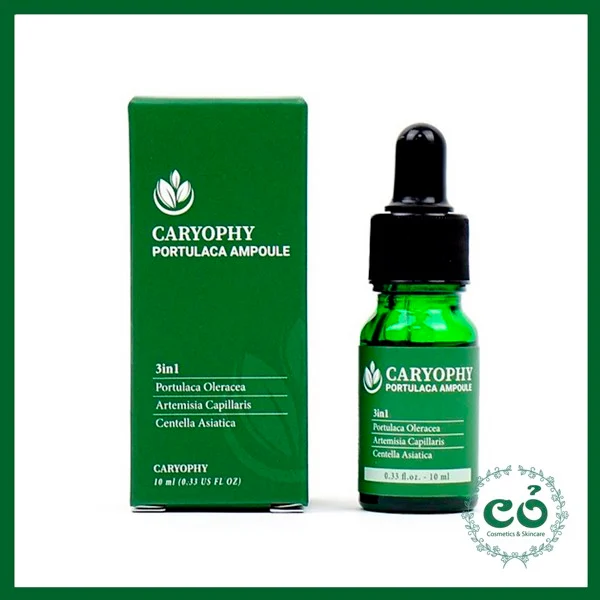 CARYOPHY
PORTULACA AMPOULE
3in1
Portulaca Oleracea
Artemisia Capillaris
Centella Asiatica
CARYOPHY
10 ml (0.33 US FL OZ)
CARYOPHY
PORTULACA AMPOULE
3in1
Portulaca Oleracea
Artemisia Capillaris
Centella Asiatica
0.33 fl.oz. - 10 ml
CỎ
Cosmetics & Skincare